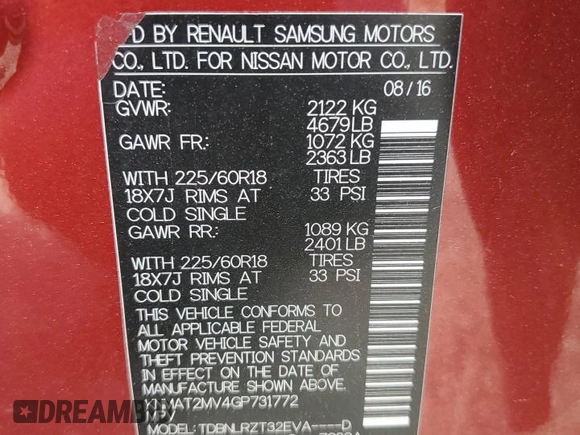 FD BY RENAULT SAMSUNG MOTORS
CO., LTD. FOR NISSAN MOTOR CO., LTD.
DATE: 08/16
GVWR: 2122 KG
4679LB
GAWR FR: 1072 KG
2363 LB
WITH 225/60R18 TIRES
18X7J RIMS AT 33 PSI
COLD SINGLE
GAWR RR: 1089 KG
2401 LB
WITH 225/60R18 TIRES
18X7J RIMS AT 33 PSI
COLD SINGLE
THIS VEHICLE CONFORMS TO
ALL APPLICABLE FEDERAL
MOTOR VEHICLE SAFETY AND
THEFT PREVENTION STANDARDS
IN EFFECT ON THE DATE OF
MANUFACTURE SHOWN ABOVE.
MAT2MV4GP731772
MODEL: TDBNLRZT32EVA----D